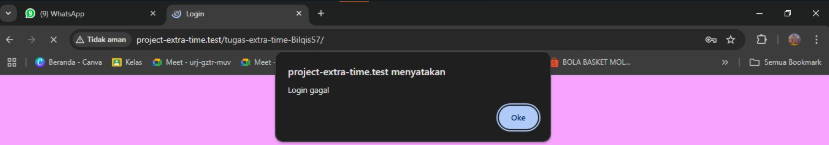 (9) WhatsApp
Login
Tidak aman
project-extra-time.test/tugas-extra-time-Bilqis57/
Beranda - Canva
Kelas
Meet - urj-gztr-muv
Meet -
BOLA BASKET MOL...
Semua Bookmark
project-extra-time.test menyatakan
Login gagal
Oke